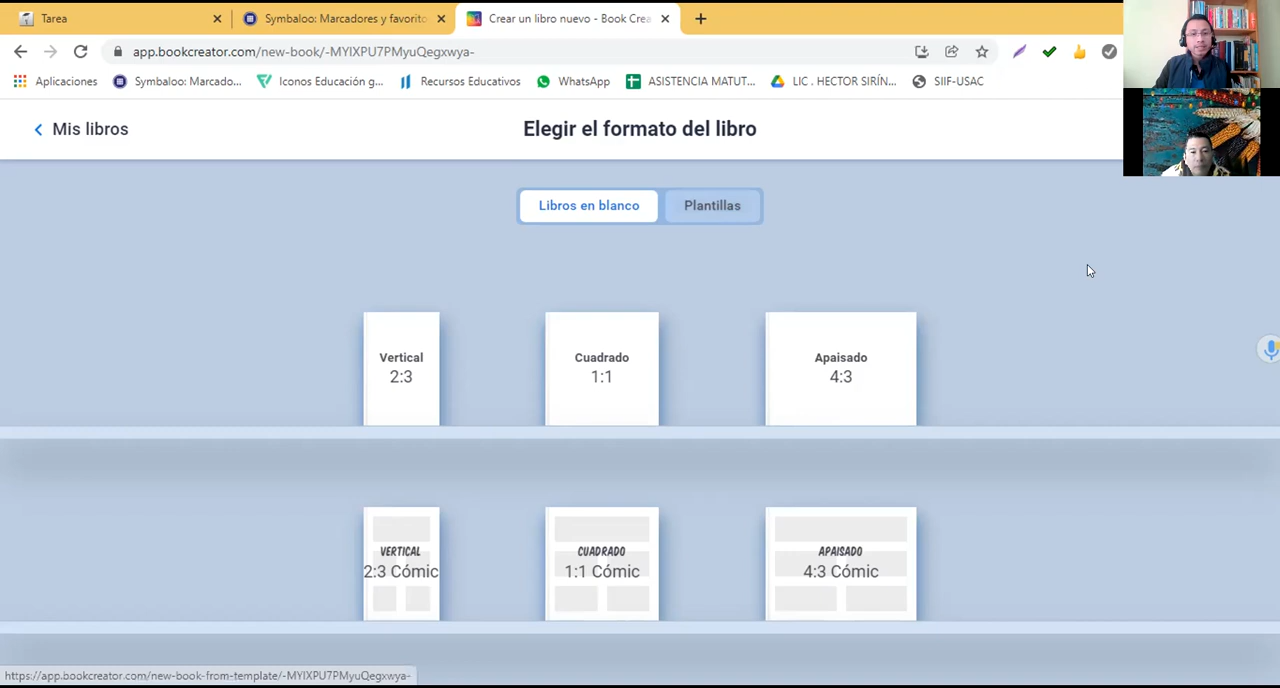 Tarea
Symbaloo: Marcadores y favorito
Crear un libro nuevo - Book Crea
app.bookcreator.com/new-book/-MYIXPU7PMyuQegxwya-
Aplicaciones
Symbaloo: Marcado...
Iconos Educación g...
Recursos Educativos
WhatsApp
ASISTENCIA MATUT...
LIC . HECTOR SIRÍN...
SIIF-USAC
Mis libros
Elegir el formato del libro
Libros en blanco
Plantillas
Vertical
2:3
Cuadrado
1:1
Apaisado
4:3
VERTICAL
2:3 Cómic
CUADRADO
1:1 Cómic
APAISADO
4:3 Cómic
https://app.bookcreator.com/new-book-from-template/-MYIXPU7PMyuQegxwya-